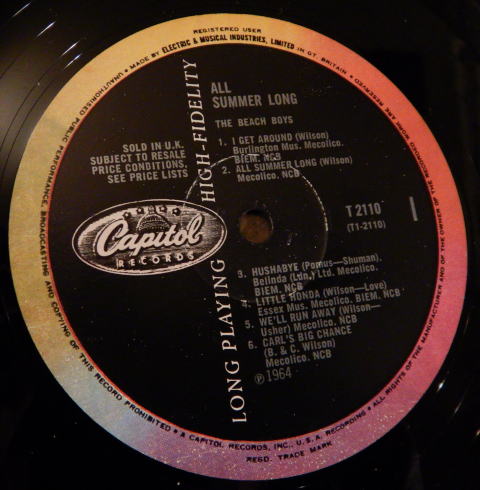 REGISTERED USER
• MADE BY ELECTRIC & MUSICAL INDUSTRIES, LIMITED IN GT. BRITAIN • ALL RIGHTS OF THE MANUFACTURER AND OF THE OWNER OF THE RECORDED WORK ARE RESERVED
UNAUTHORISED PUBLIC PERFORMANCE, BROADCASTING AND COPYING OF THIS RECORD PROHIBITED • A CAPITOL RECORDS, INC., U.S.A. RECORDING •
REGD. TRADE MARK
ALL
SUMMER LONG
THE BEACH BOYS
SOLD IN U.K.
SUBJECT TO RESALE
PRICE CONDITIONS,
SEE PRICE LISTS
LONG PLAYING HIGH-FIDELITY
1. I GET AROUND (Wilson)
Burlington Mus. Mecolico.
BIEM. NCB
2. ALL SUMMER LONG (Wilson)
Mecolico. NCB
Capitol
RECORDS
T 2110
(T1-2110)
1
3. HUSHABYE (Pomus—Shuman).
Belinda (Ldn.) Ltd. Mecolico.
BIEM. NCB
4. LITTLE HONDA (Wilson—Love)
Essex Mus. Mecolico. BIEM. NCB
5. WE'LL RUN AWAY (Wilson—
Usher) Mecolico. NCB
6. CARL'S BIG CHANCE
(B. & C. Wilson)
Mecolico. NCB
℗1964